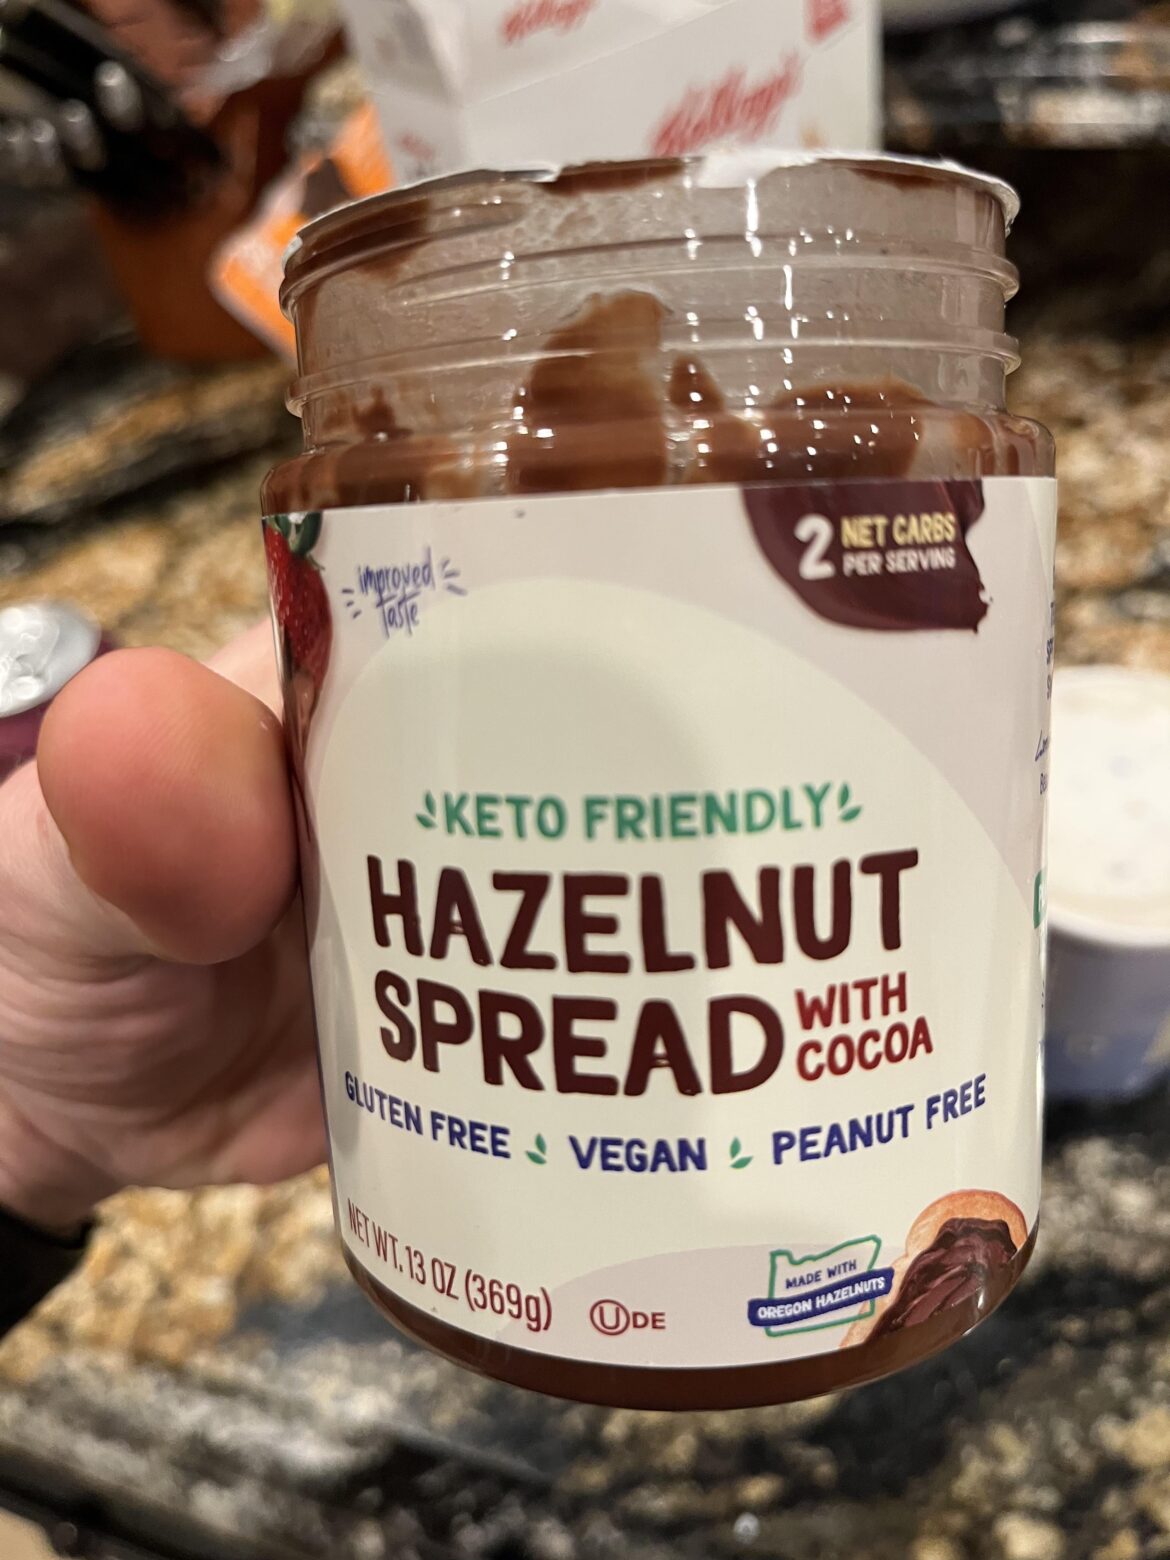 Kellogg's
Kellogg's
improved
taste
2 NET CARBS
PER SERVING
KETO FRIENDLY
HAZELNUT
SPREAD WITH
COCOA
GLUTEN FREE VEGAN PEANUT FREE
NET WT. 13 OZ (369g)
U DE
MADE WITH
OREGON HAZELNUTS